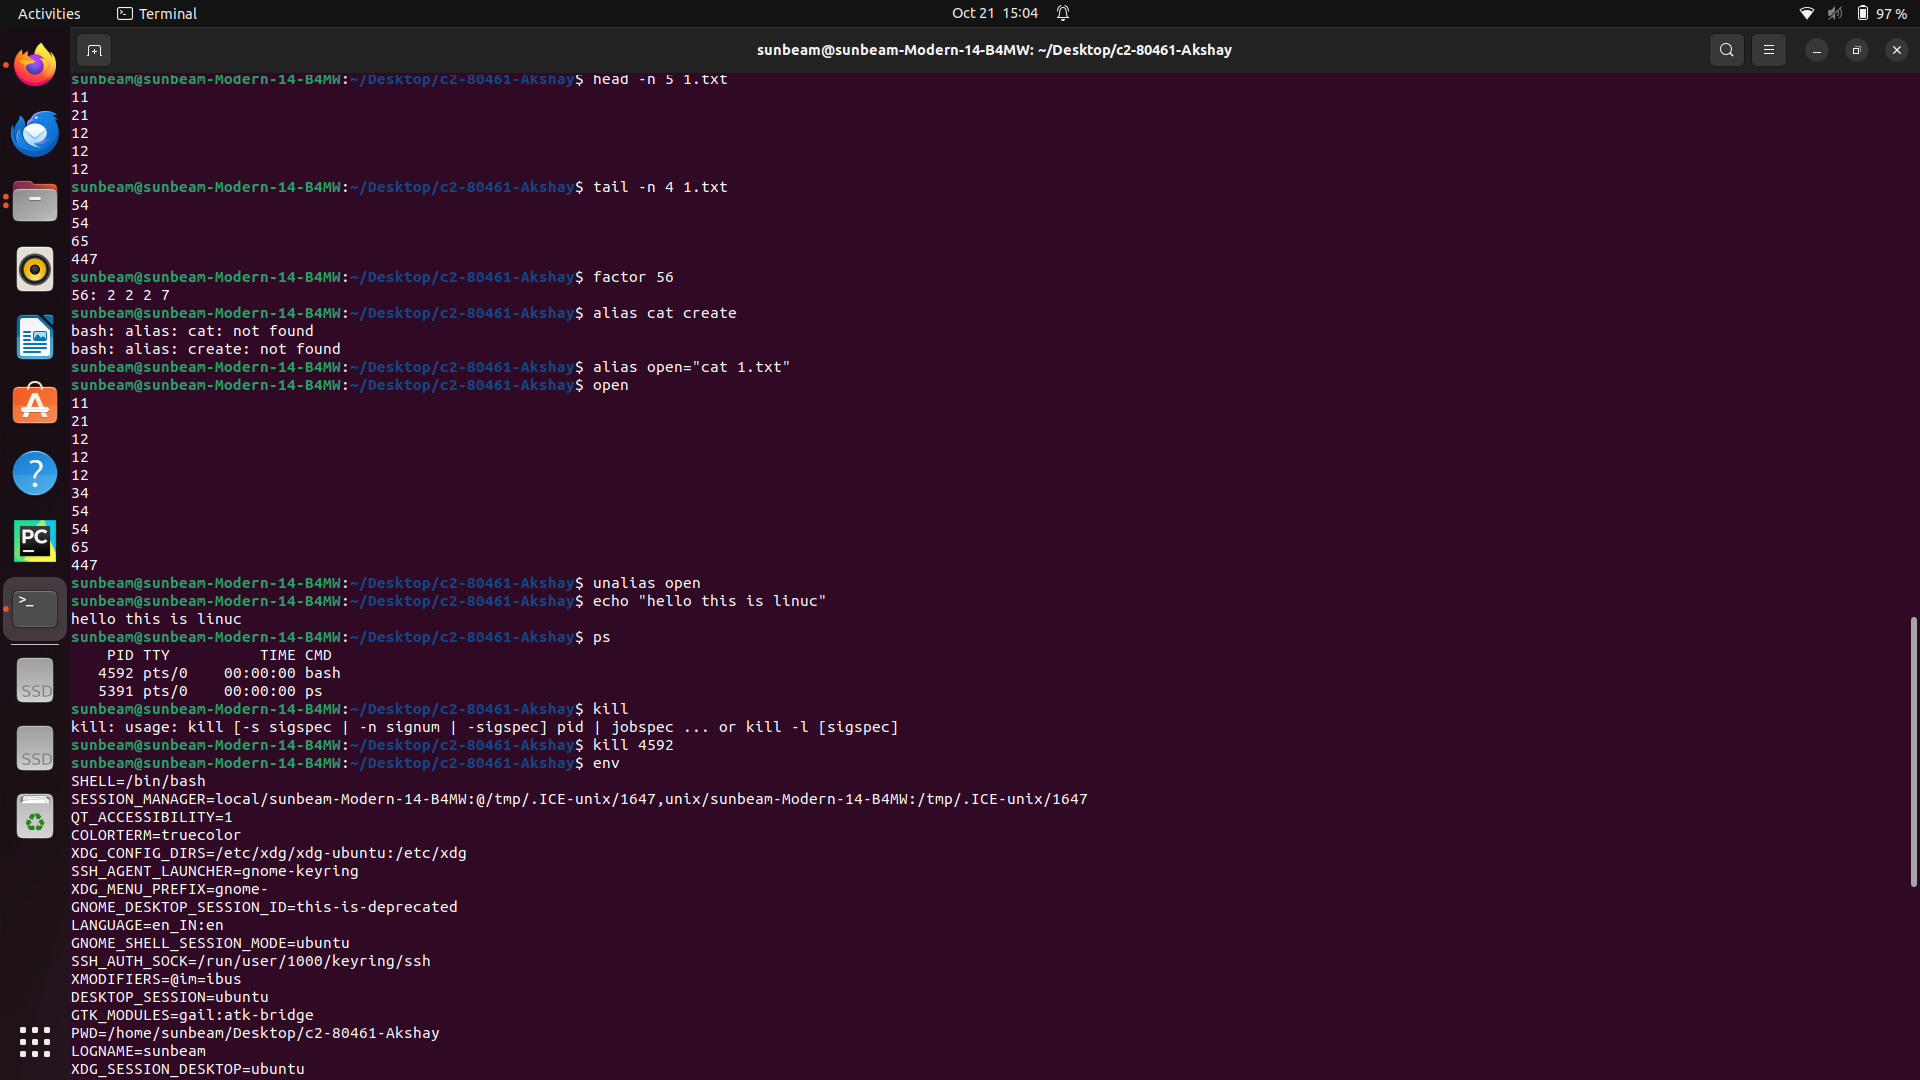 Activities
Terminal
Oct 21 15:04
97 %
sunbeam@sunbeam-Modern-14-B4MW: ~/Desktop/c2-80461-Akshay
sunbeam@sunbeam-Modern-14-B4MW:~/Desktop/c2-80461-Akshay$ head -n 5 1.txt
11
21
12
12
12
sunbeam@sunbeam-Modern-14-B4MW:~/Desktop/c2-80461-Akshay$ tail -n 4 1.txt
54
54
65
447
sunbeam@sunbeam-Modern-14-B4MW:~/Desktop/c2-80461-Akshay$ factor 56
56: 2 2 2 7
sunbeam@sunbeam-Modern-14-B4MW:~/Desktop/c2-80461-Akshay$ alias cat create
bash: alias: cat: not found
bash: alias: create: not found
sunbeam@sunbeam-Modern-14-B4MW:~/Desktop/c2-80461-Akshay$ alias open="cat 1.txt"
sunbeam@sunbeam-Modern-14-B4MW:~/Desktop/c2-80461-Akshay$ open
11
21
12
12
12
34
54
54
65
447
sunbeam@sunbeam-Modern-14-B4MW:~/Desktop/c2-80461-Akshay$ unalias open
sunbeam@sunbeam-Modern-14-B4MW:~/Desktop/c2-80461-Akshay$ echo "hello this is linuc"
hello this is linuc
sunbeam@sunbeam-Modern-14-B4MW:~/Desktop/c2-80461-Akshay$ ps
    PID TTY          TIME CMD
   4592 pts/0    00:00:00 bash
   5391 pts/0    00:00:00 ps
sunbeam@sunbeam-Modern-14-B4MW:~/Desktop/c2-80461-Akshay$ kill
kill: usage: kill [-s sigspec | -n signum | -sigspec] pid | jobspec ... or kill -l [sigspec]
sunbeam@sunbeam-Modern-14-B4MW:~/Desktop/c2-80461-Akshay$ kill 4592
sunbeam@sunbeam-Modern-14-B4MW:~/Desktop/c2-80461-Akshay$ env
SHELL=/bin/bash
SESSION_MANAGER=local/sunbeam-Modern-14-B4MW:@/tmp/.ICE-unix/1647,unix/sunbeam-Modern-14-B4MW:/tmp/.ICE-unix/1647
QT_ACCESSIBILITY=1
COLORTERM=truecolor
XDG_CONFIG_DIRS=/etc/xdg/xdg-ubuntu:/etc/xdg
SSH_AGENT_LAUNCHER=gnome-keyring
XDG_MENU_PREFIX=gnome-
GNOME_DESKTOP_SESSION_ID=this-is-deprecated
LANGUAGE=en_IN:en
GNOME_SHELL_SESSION_MODE=ubuntu
SSH_AUTH_SOCK=/run/user/1000/keyring/ssh
XMODIFIERS=@im=ibus
DESKTOP_SESSION=ubuntu
GTK_MODULES=gail:atk-bridge
PWD=/home/sunbeam/Desktop/c2-80461-Akshay
LOGNAME=sunbeam
XDG_SESSION_DESKTOP=ubuntu
PC
SSD
SSD